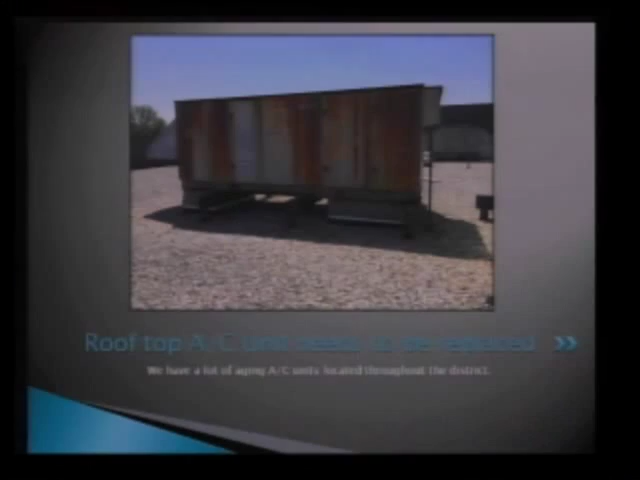 Roof top A/C unit needs to be replaced
We have a lot of aging A/C units located throughout the district.